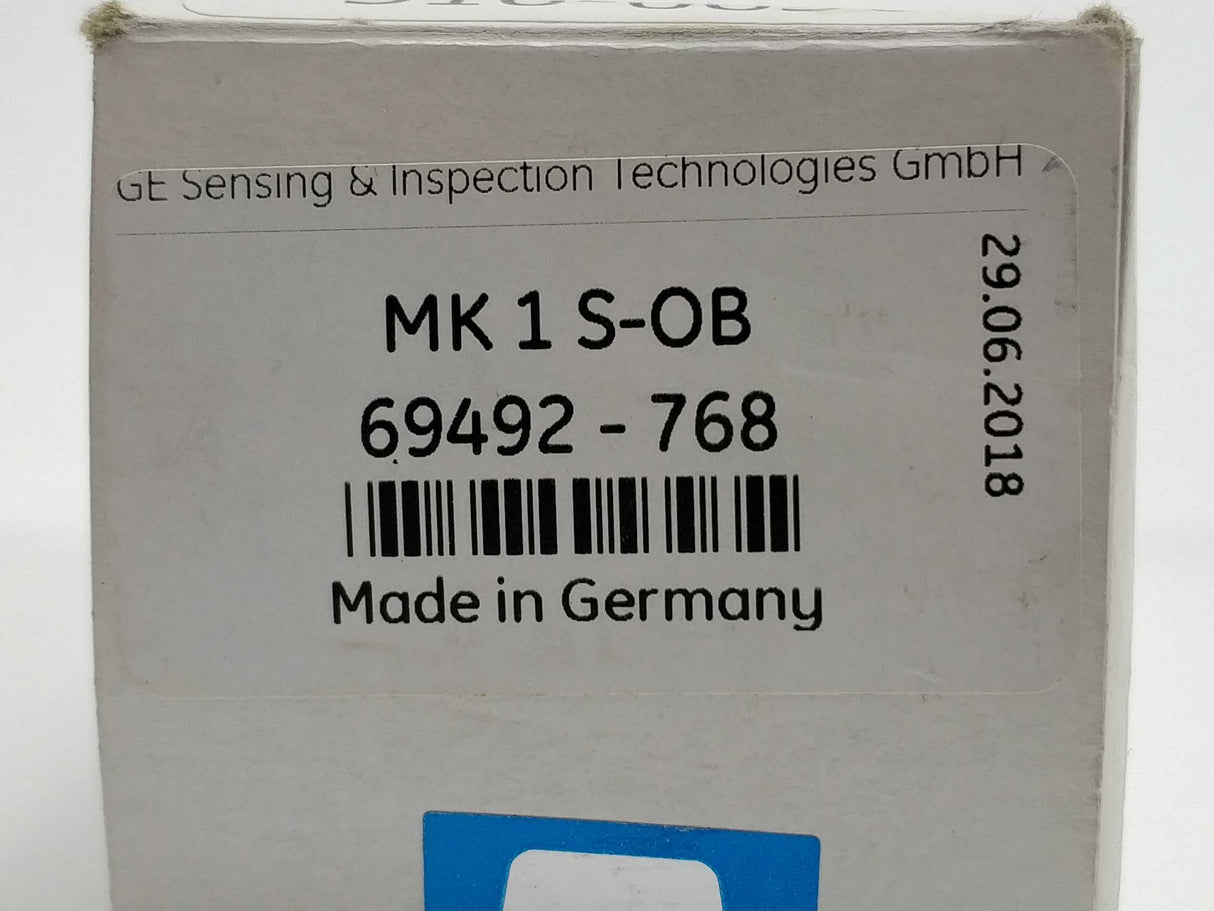 GE Sensing & Inspection Technologies GmbH
MK 1 S-OB
69492 - 768
Made in Germany
29.06.2018